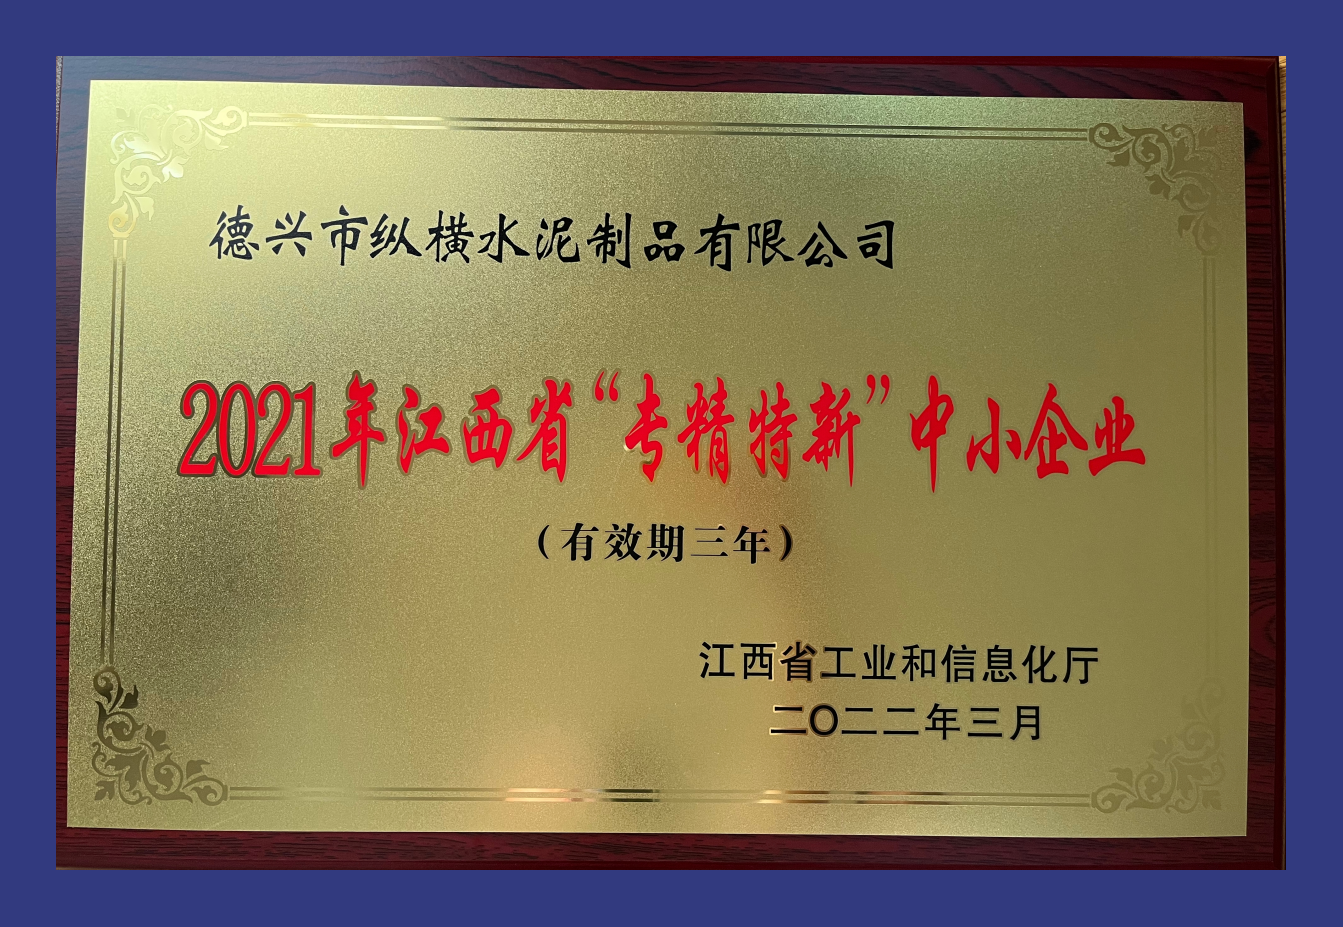 德兴市纵横水泥制品有限公司
2021年江西省“专精特新”中小企业
（有效期三年）
江西省工业和信息化厅
二〇二二年三月